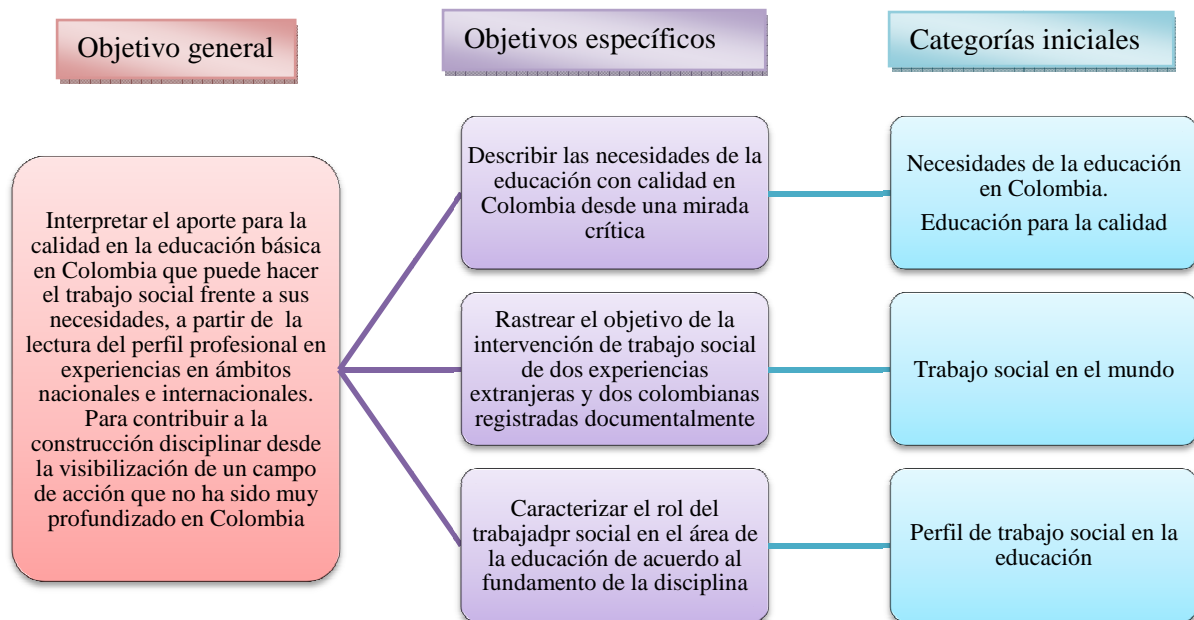 Objetivo general
Objetivos específicos
Categorías iniciales
Interpretar el aporte para la
calidad en la educación básica
en Colombia que puede hacer
el trabajo social frente a sus
necesidades, a partir de  la
lectura del perfil profesional en
experiencias en ámbitos
nacionales e internacionales.
Para contribuir a la
construcción disciplinar desde
la visibilización de un campo
de acción que no ha sido muy
profundizado en Colombia
Describir las necesidades de la
educación con calidad en
Colombia desde una mirada
crítica
Necesidades de la educación
en Colombia.
Educación para la calidad
Rastrear el objetivo de la
intervención de trabajo social
de dos experiencias
extranjeras y dos colombianas
registradas documentalmente
Trabajo social en el mundo
Caracterizar el rol del
trabajadpr social en el área de
la educación de acuerdo al
fundamento de la disciplina
Perfil de trabajo social en la
educación